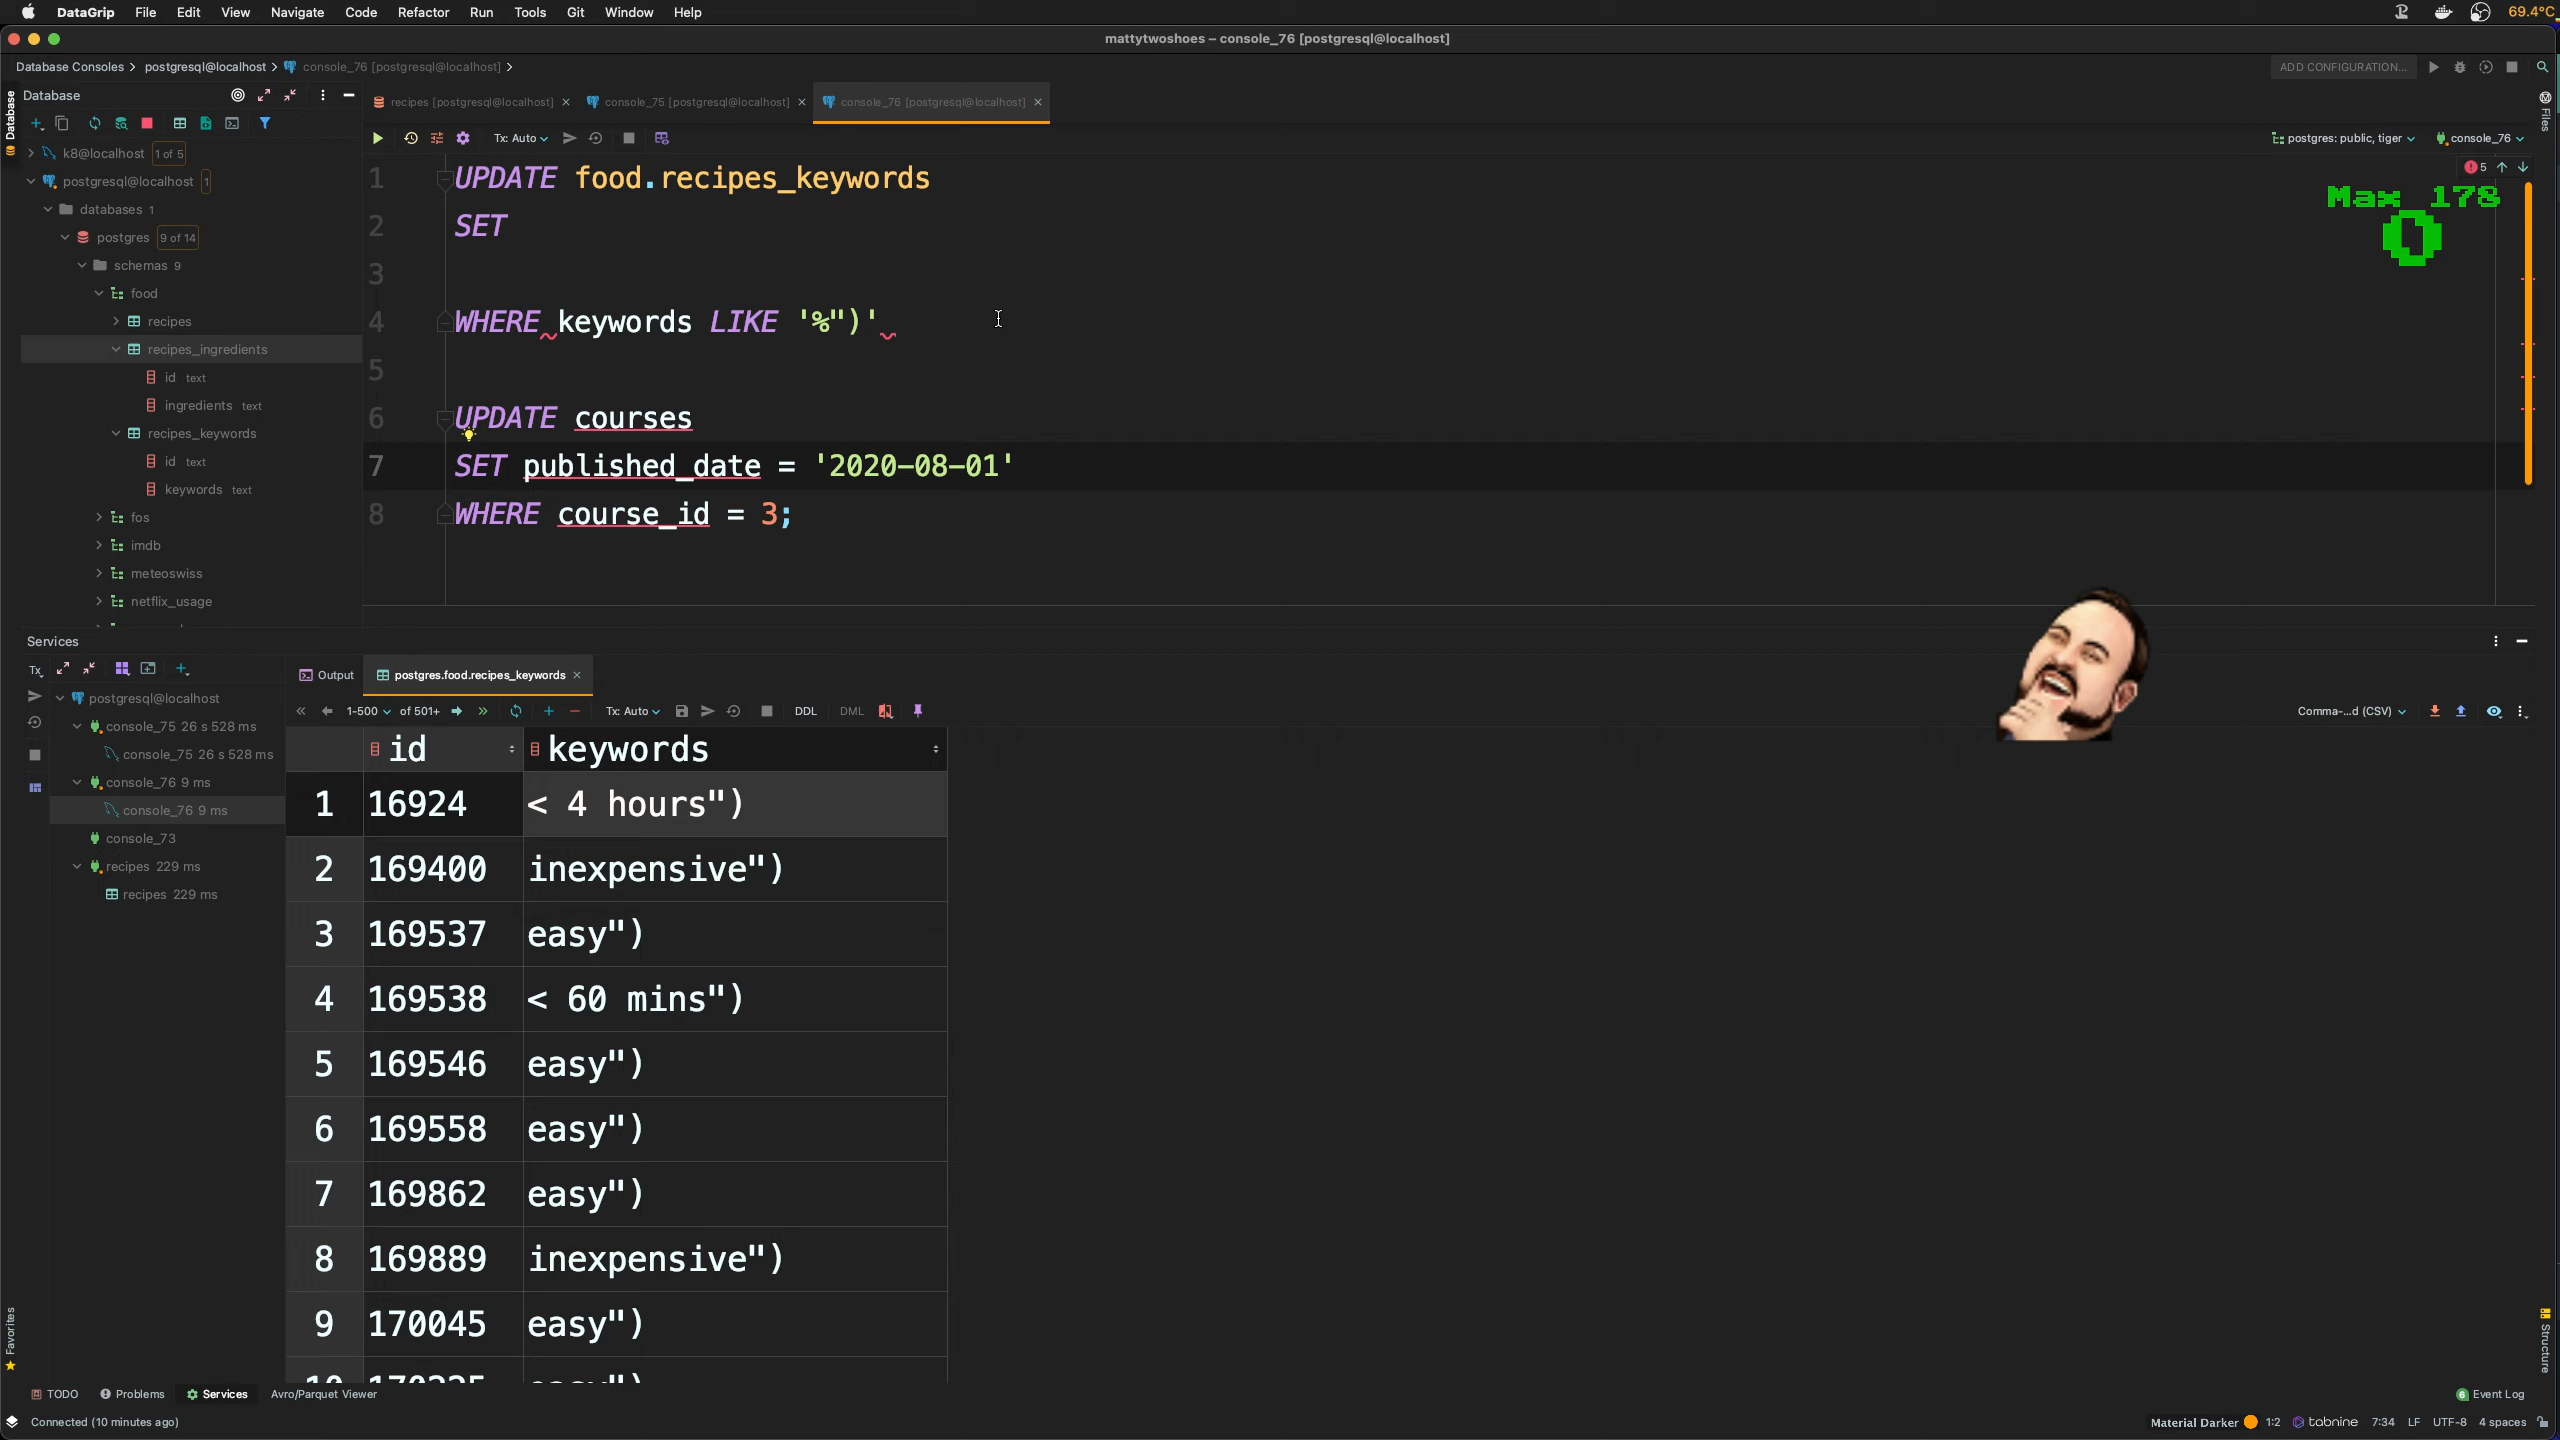 DataGrip File Edit View Navigate Code Refactor Run Tools Git Window Help 69.4°C
mattytwoshoes – console_76 [postgresql@localhost]
Database Consoles postgresql@localhost console_76 [postgresql@localhost] ADD CONFIGURATION...
Database
recipes [postgresql@localhost] console_75 [postgresql@localhost] console_76 [postgresql@localhost]
Database
Files
Tx: Auto postgres: public, tiger console_76
k8@localhost 1 of 5
postgresql@localhost 1
databases 1
postgres 9 of 14
schemas 9
food
recipes
recipes_ingredients
id text
ingredients text
recipes_keywords
id text
keywords text
fos
imdb
meteoswiss
netflix_usage
5
Max 178
0
1 UPDATE food.recipes_keywords
2 SET
3
4 WHERE keywords LIKE '%")'
5
6 UPDATE courses
7 SET published_date = '2020-08-01'
8 WHERE course_id = 3;
Services
Tx
Output postgres.food.recipes_keywords
postgresql@localhost
console_75 26 s 528 ms
console_75 26 s 528 ms
console_76 9 ms
console_76 9 ms
console_73
recipes 229 ms
recipes 229 ms
1-500 of 501+ Tx: Auto DDL DML Comma-...d (CSV)
id keywords
1 16924 < 4 hours")
2 169400 inexpensive")
3 169537 easy")
4 169538 < 60 mins")
5 169546 easy")
6 169558 easy")
7 169862 easy")
8 169889 inexpensive")
9 170045 easy")
Favorites
Structure
TODO Problems Services Avro/Parquet Viewer 6 Event Log
Connected (10 minutes ago) Material Darker 1:2 tabnine 7:34 LF UTF-8 4 spaces